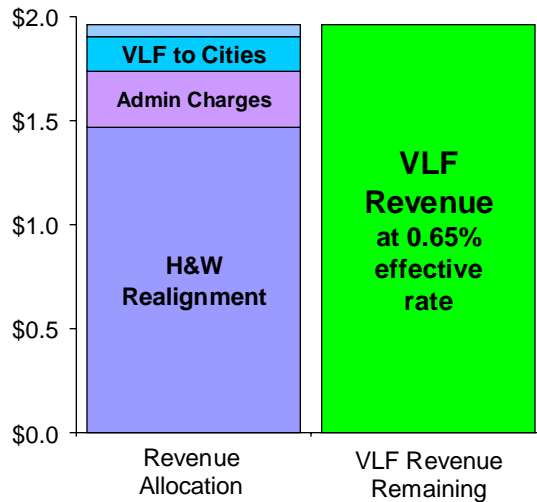 $2.0
$1.5
$1.0
$0.5
$0.0
VLF to Cities
Admin Charges
H&W
Realignment
VLF
Revenue
at 0.65%
effective
rate
Revenue
Allocation
VLF Revenue
Remaining